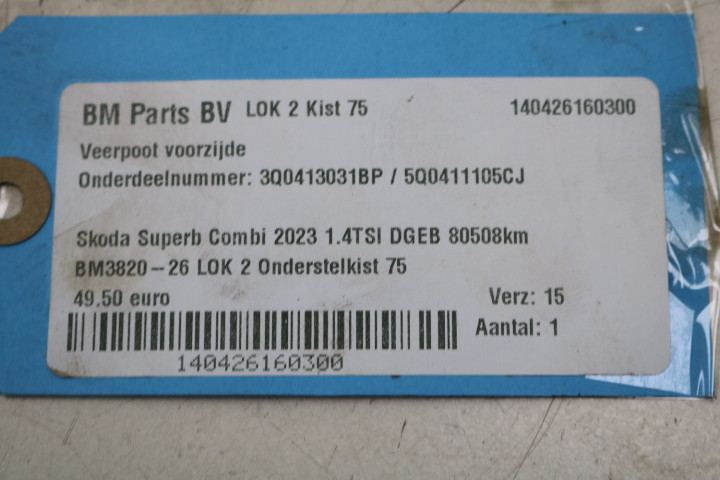 BM Parts BV LOK 2 Kist 75 140426160300
Veerpoot voorzijde
Onderdeelnummer: 3Q0413031BP / 5Q0411105CJ
Skoda Superb Combi 2023 1.4TSI DGEB 80508km
BM3820-26 LOK 2 Onderstelkist 75
49.50 euro Verz: 15
Aantal: 1
140426160300